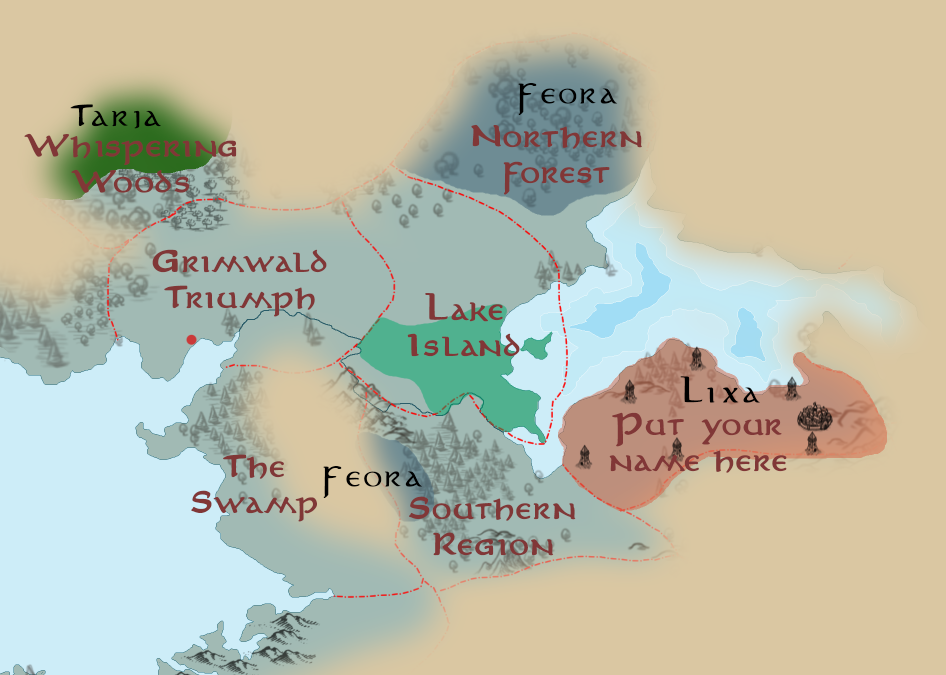 Tarja
Whispering
Woods
Feora
Northern
Forest
Grimwald
Triumph
Lake
Island
Lixa
Put your
name here
The
Swamp
Feora
Southern
Region